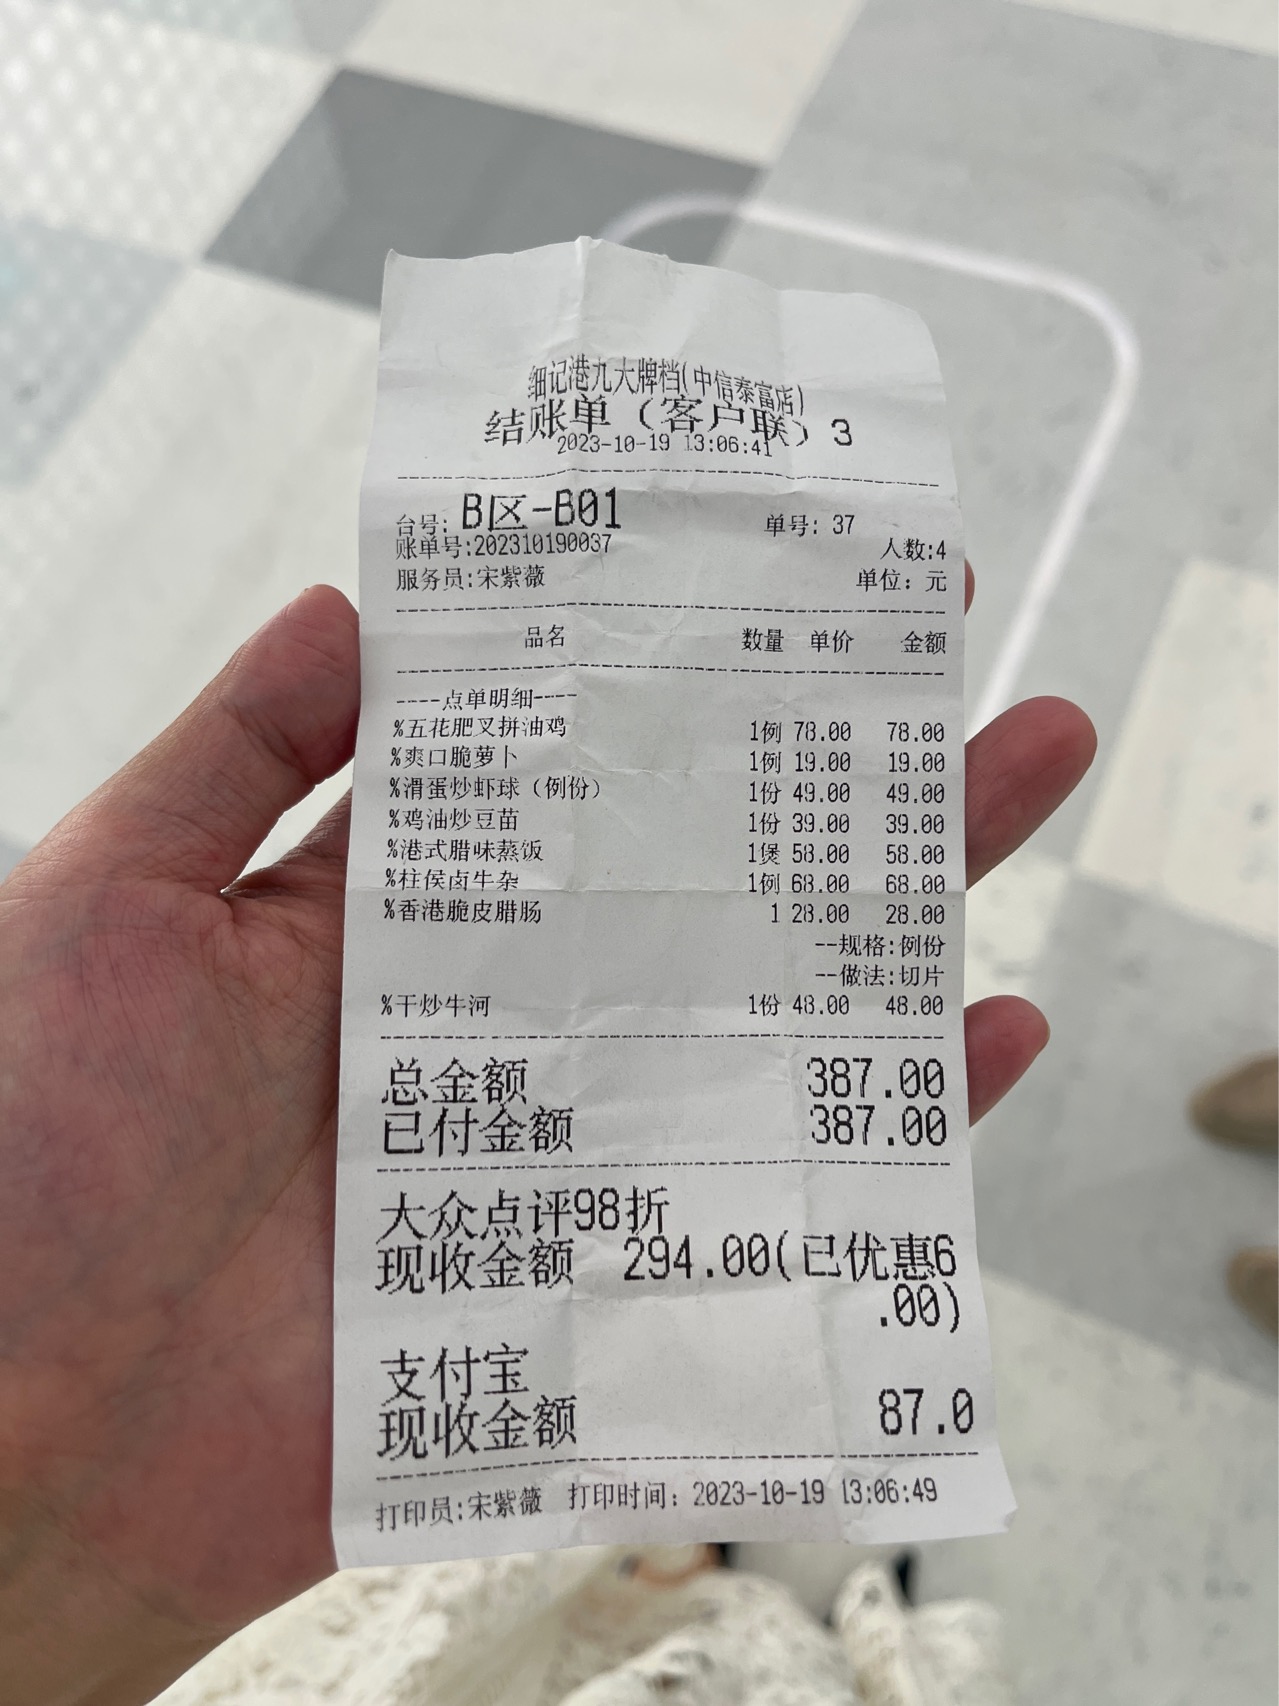 细记港九大牌档(中信泰富店)
结账单（客户联）3
2023-10-19 13:06:41
台号: B区-B01 单号: 37
账单号:202310190037 人数:4
服务员:宋紫薇 单位: 元
品名 数量 单价 金额
----点单明细----
%五花肥叉拼油鸡 1例 78.00 78.00
%爽口脆萝卜 1例 19.00 19.00
%滑蛋炒虾球（例份） 1份 49.00 49.00
%鸡油炒豆苗 1份 39.00 39.00
%港式腊味蒸饭 1煲 58.00 58.00
%柱侯卤牛杂 1例 68.00 68.00
%香港脆皮腊肠 1 28.00 28.00
--规格:例份
--做法:切片
%干炒牛河 1份 48.00 48.00
总金额 387.00
已付金额 387.00
大众点评98折
现收金额 294.00(已优惠6
.00)
支付宝
现收金额 87.0
打印员:宋紫薇 打印时间: 2023-10-19 13:06:49